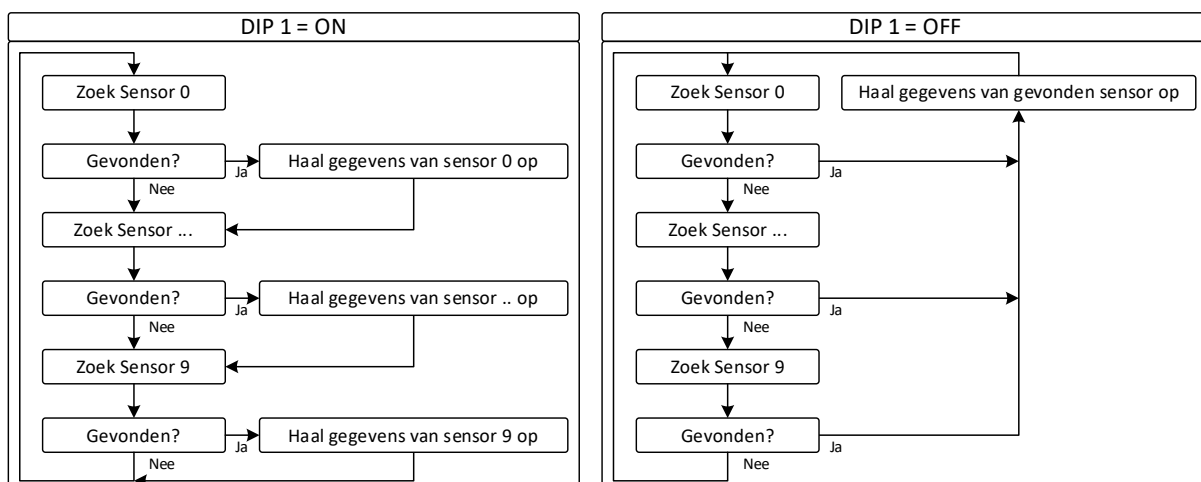 DIP 1 = ON
Zoek Sensor 0
Gevonden?
Ja
Haal gegevens van sensor 0 op
Nee
Zoek Sensor ...
Gevonden?
Ja
Haal gegevens van sensor .. op
Nee
Zoek Sensor 9
Gevonden?
Ja
Haal gegevens van sensor 9 op
Nee
DIP 1 = OFF
Zoek Sensor 0
Haal gegevens van gevonden sensor op
Gevonden?
Ja
Nee
Zoek Sensor ...
Gevonden?
Ja
Nee
Zoek Sensor 9
Gevonden?
Ja
Nee